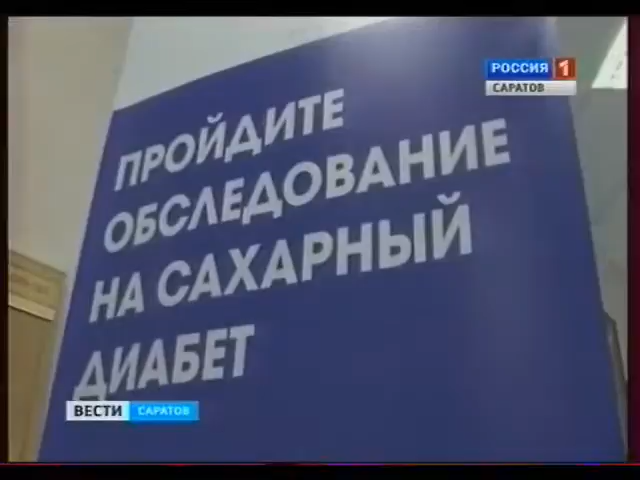 РОССИЯ 1
САРАТОВ
ПРОЙДИТЕ
ОБСЛЕДОВАНИЕ
НА САХАРНЫЙ
ДИАБЕТ
ВЕСТИ САРАТОВ